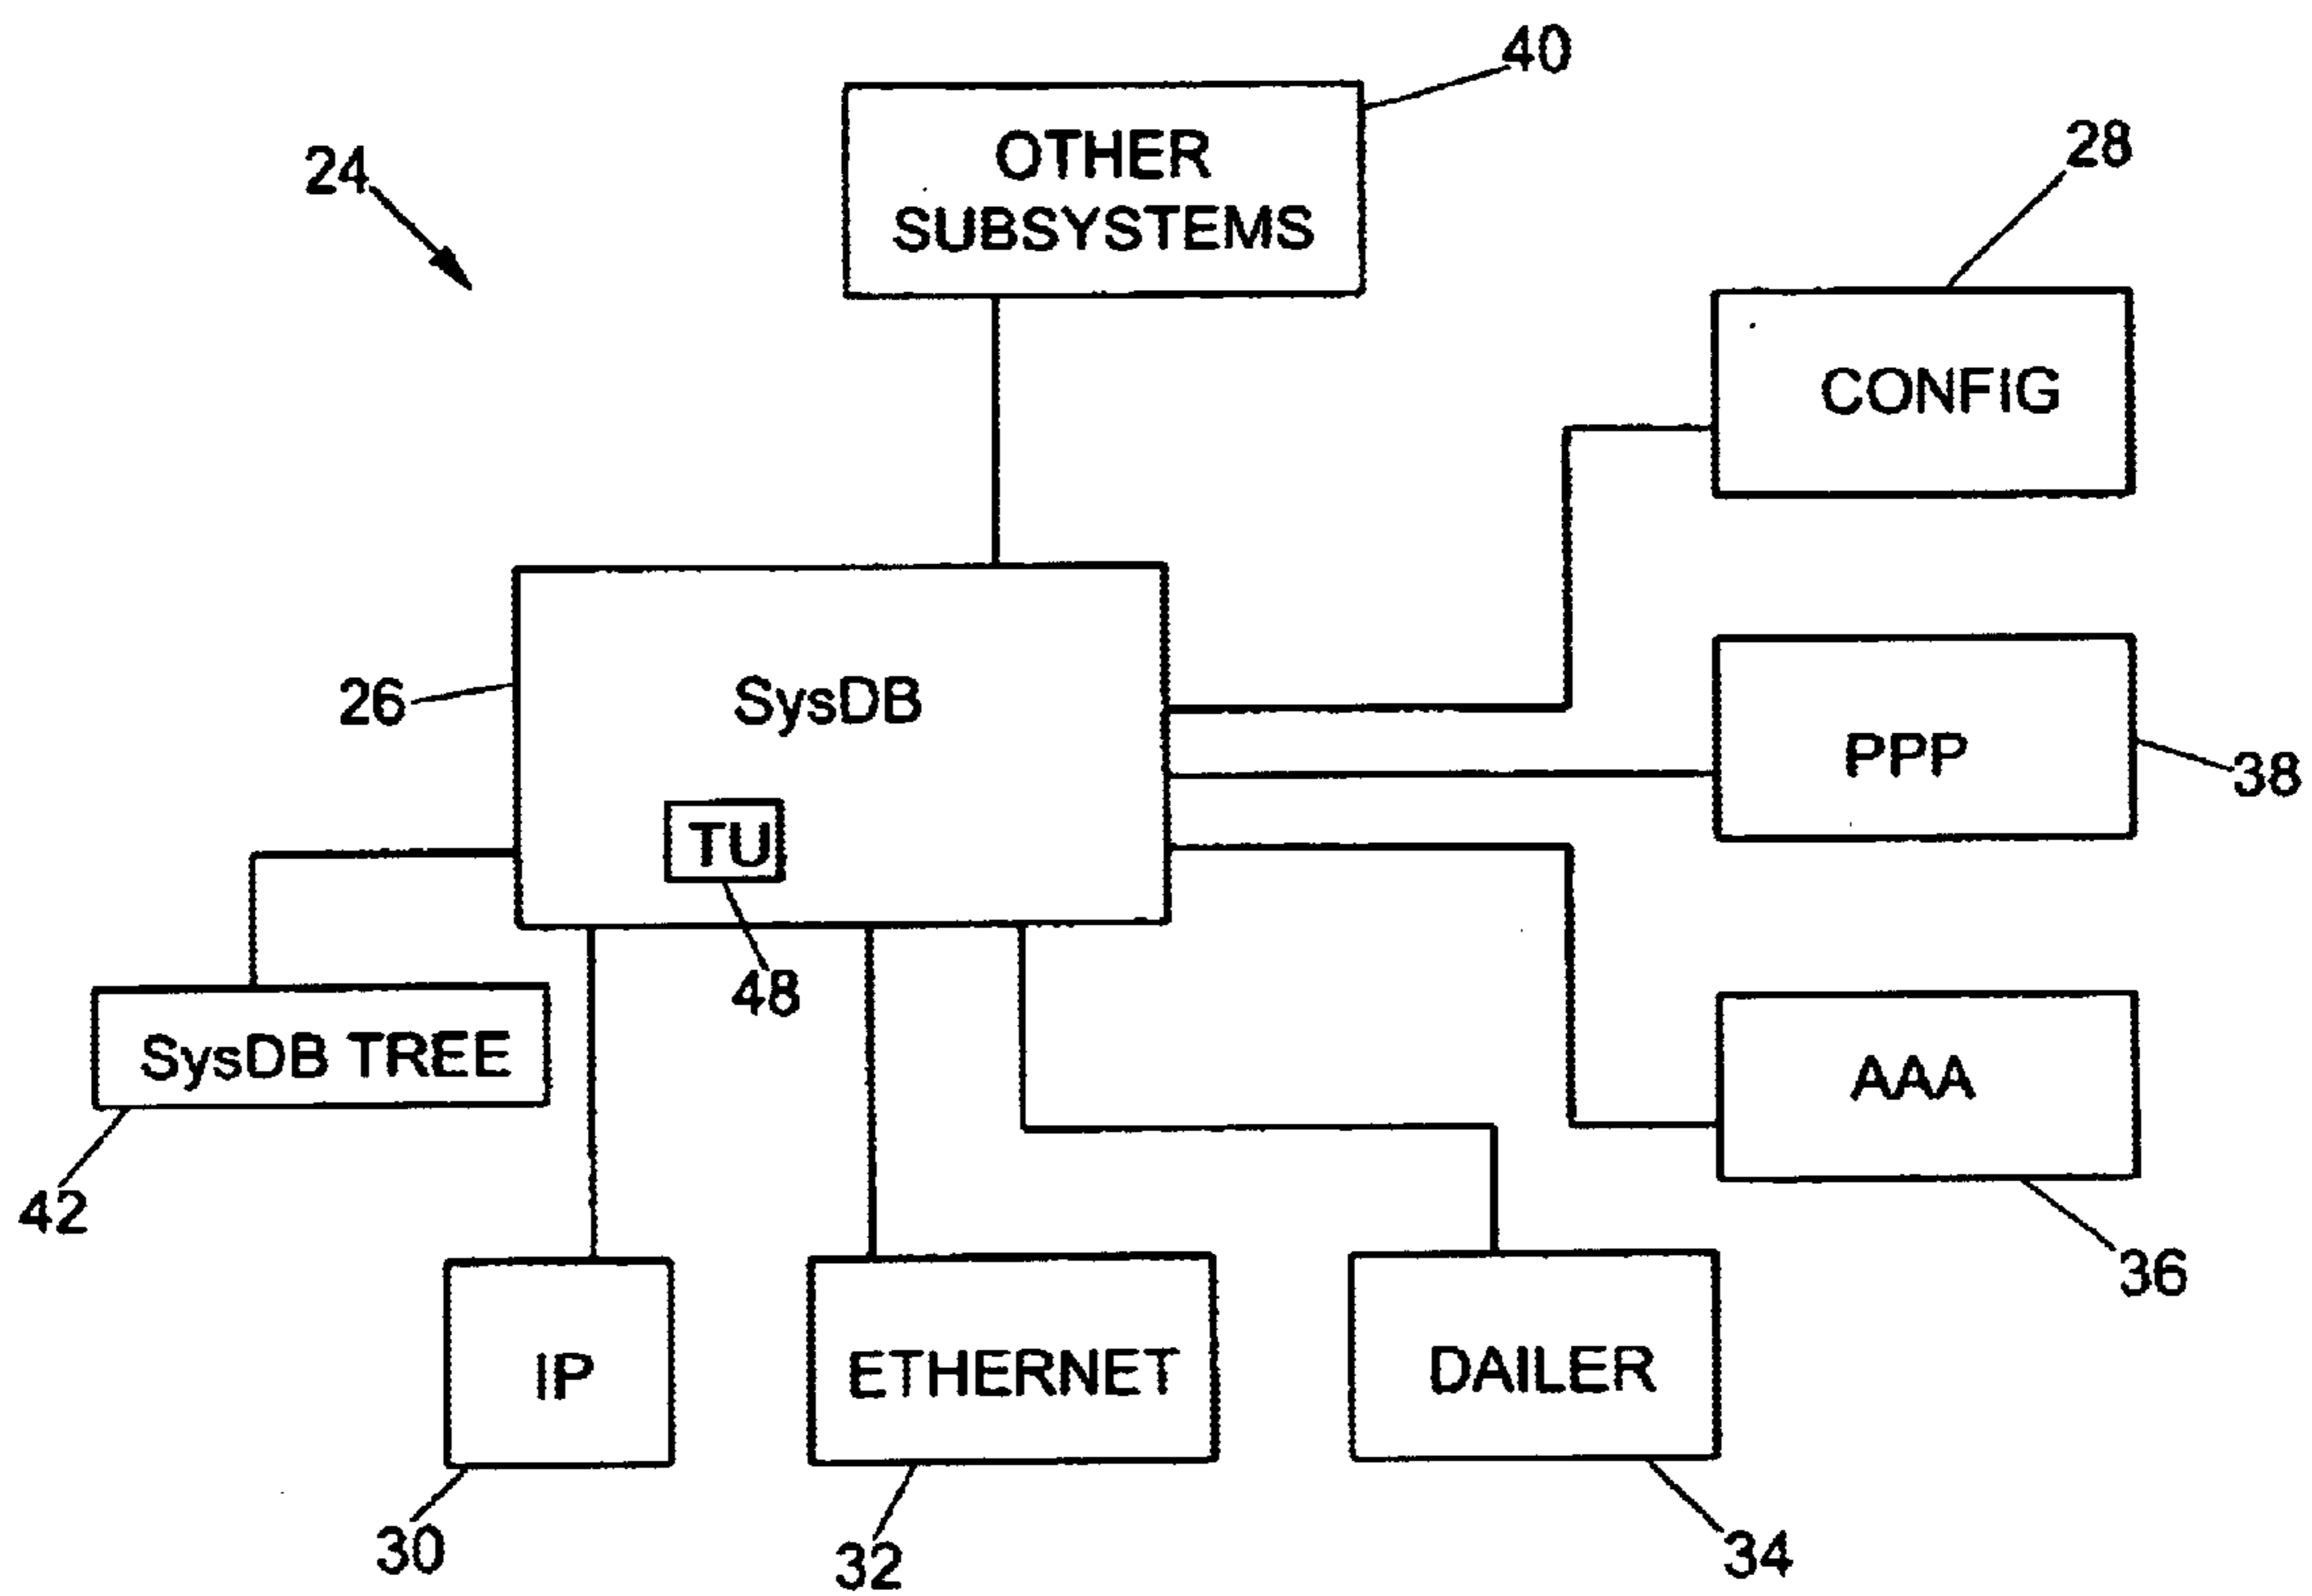 40
OTHER
SUBSYSTEMS
24
28
CONFIG
26
SysDB
PPP
38
TU
48
SysDB TREE
42
AAA
36
IP
30
ETHERNET
32
DAILER
34